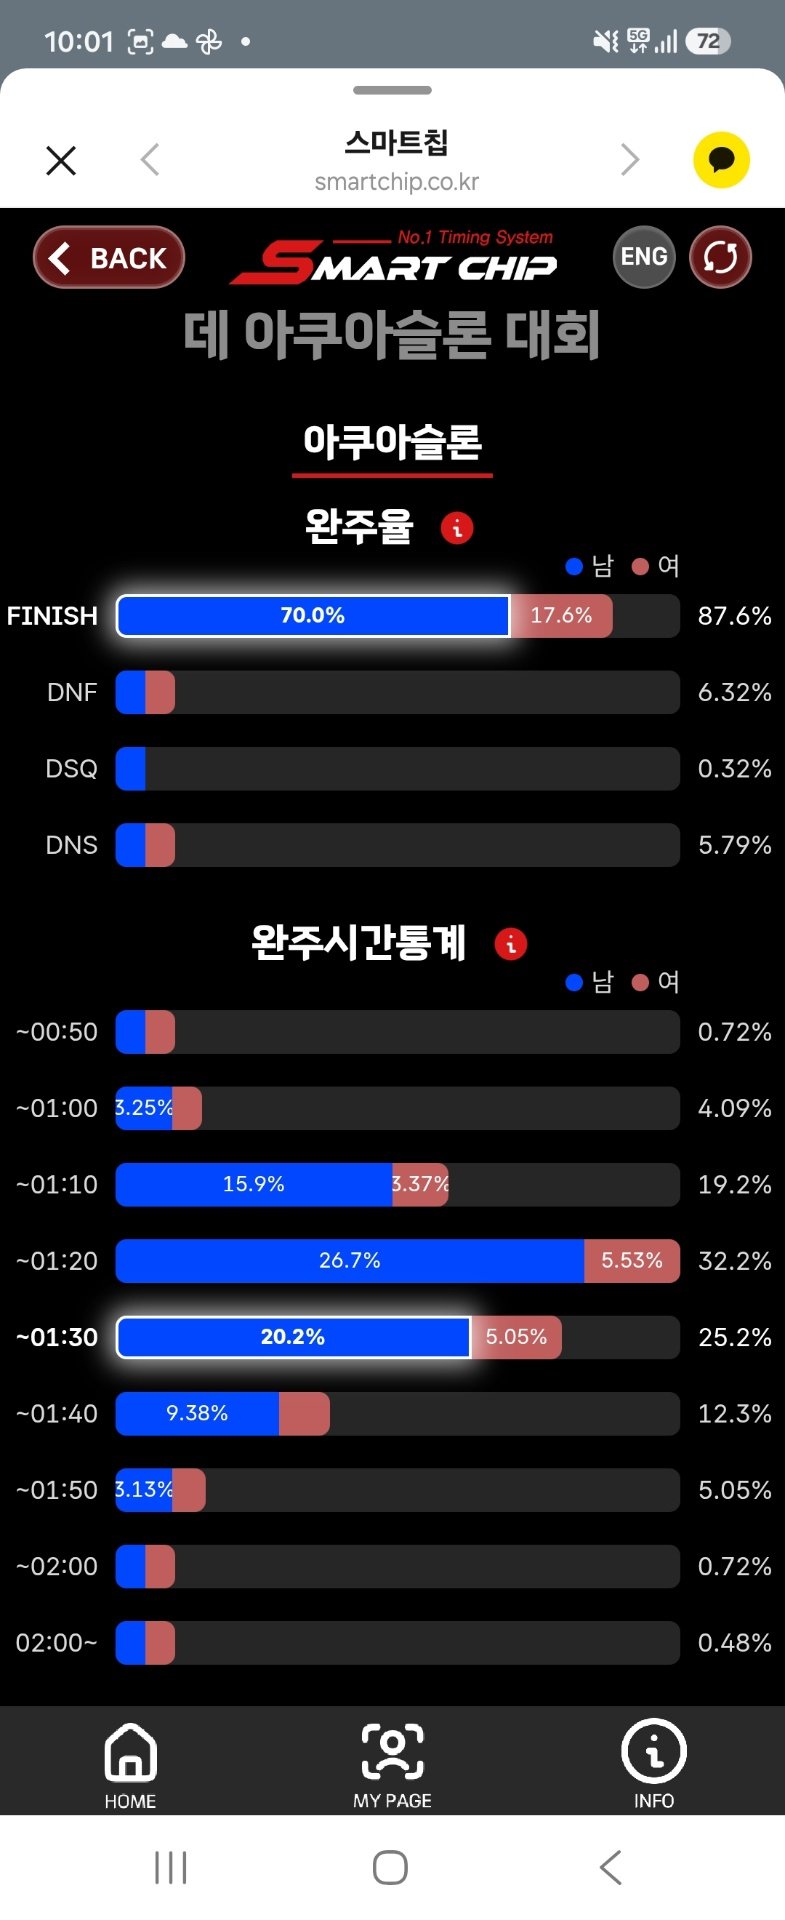 10:01 5G 72
스마트칩
smartchip.co.kr
BACK No.1 Timing System SMART CHIP ENG
데 아쿠아슬론 대회
아쿠아슬론
완주율
남 여
FINISH 70.0% 17.6% 87.6%
DNF 6.32%
DSQ 0.32%
DNS 5.79%
완주시간통계
남 여
~00:50 0.72%
~01:00 3.25% 4.09%
~01:10 15.9% 3.37% 19.2%
~01:20 26.7% 5.53% 32.2%
~01:30 20.2% 5.05% 25.2%
~01:40 9.38% 12.3%
~01:50 3.13% 5.05%
~02:00 0.72%
02:00~ 0.48%
HOME MY PAGE INFO